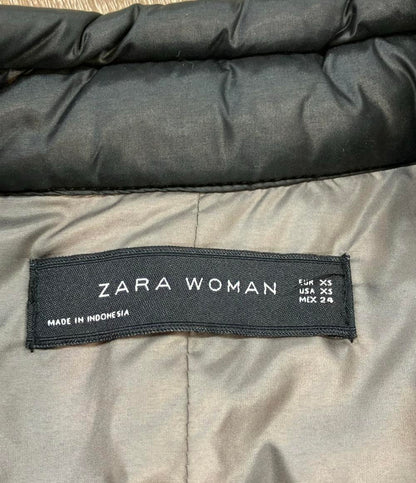 ZARA WOMAN
EUR XS
USA XS
MEX 24
MADE IN INDONESIA